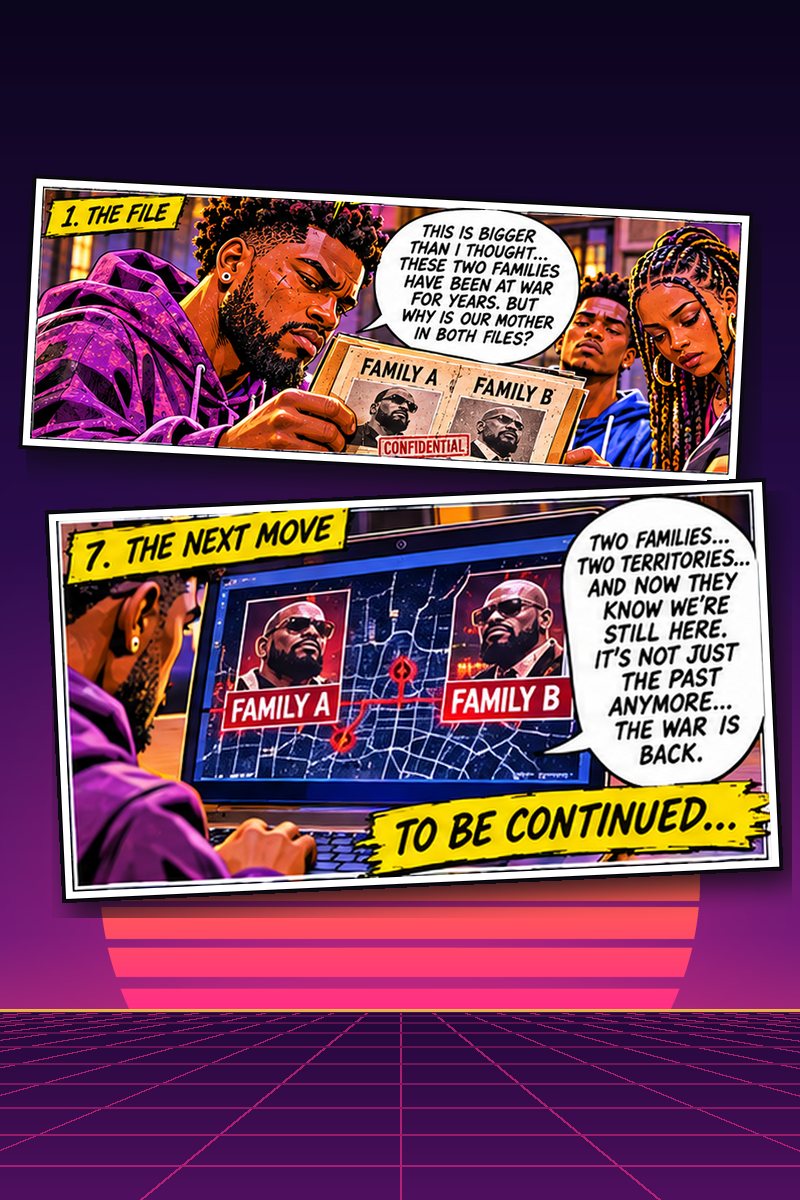 1. THE FILE
THIS IS BIGGER
THAN I THOUGHT...
THESE TWO FAMILIES
HAVE BEEN AT WAR
FOR YEARS. BUT
WHY IS OUR MOTHER
IN BOTH FILES?
FAMILY A
FAMILY B
CONFIDENTIAL
7. THE NEXT MOVE
TWO FAMILIES...
TWO TERRITORIES...
AND NOW THEY
KNOW WE'RE
STILL HERE.
IT'S NOT JUST
THE PAST
ANYMORE...
THE WAR IS
BACK.
FAMILY A
FAMILY B
TO BE CONTINUED...